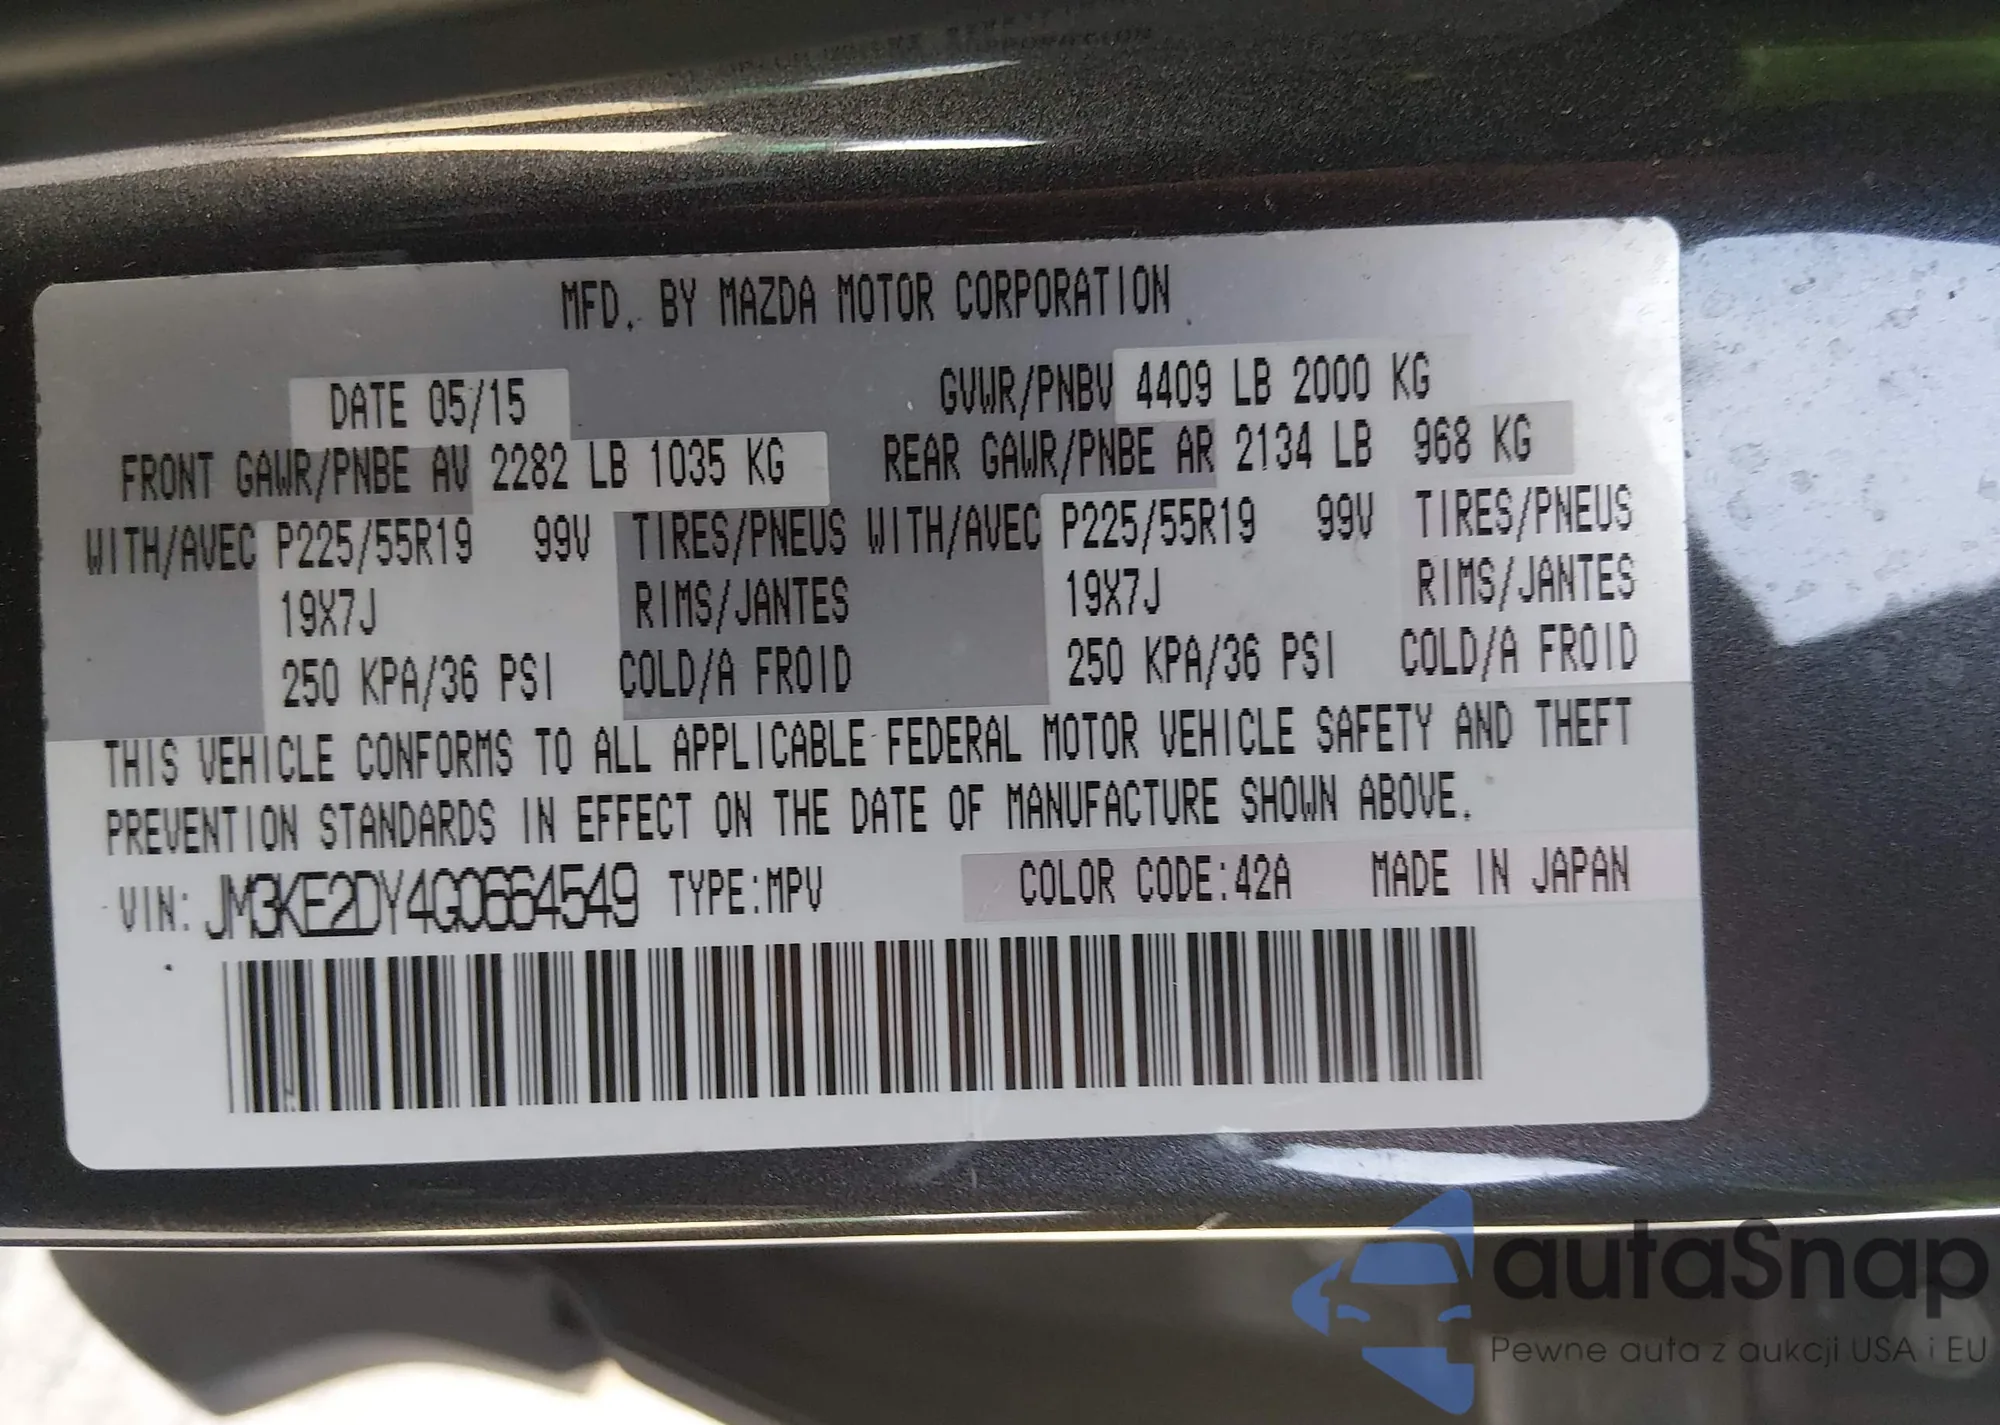 MFD. BY MAZDA MOTOR CORPORATION
DATE 05/15 GVWR/PNBV 4409 LB 2000 KG
FRONT GAWR/PNBE AV 2282 LB 1035 KG REAR GAWR/PNBE AR 2134 LB 968 KG
WITH/AVEC P225/55R19 99V TIRES/PNEUS WITH/AVEC P225/55R19 99V TIRES/PNEUS
19X7J RIMS/JANTES 19X7J RIMS/JANTES
250 KPA/36 PSI COLD/A FROID 250 KPA/36 PSI COLD/A FROID
THIS VEHICLE CONFORMS TO ALL APPLICABLE FEDERAL MOTOR VEHICLE SAFETY AND THEFT
PREVENTION STANDARDS IN EFFECT ON THE DATE OF MANUFACTURE SHOWN ABOVE.
VIN: JM3KE2DY4G0664549 TYPE:MPV COLOR CODE:42A MADE IN JAPAN
autaSnap
Pewne auta z aukcji USA i EU